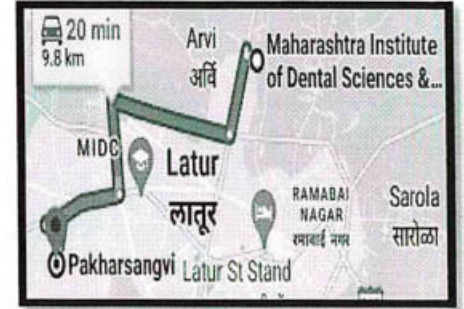 20 min
9.8 km
Arvi
अर्वि
Maharashtra Institute
of Dental Sciences &...
MIDC
Latur
लातूर
RAMABAI
NAGAR
रमाबाई नगर
Sarola
सारोळा
Pakharsangvi
Latur St Stand